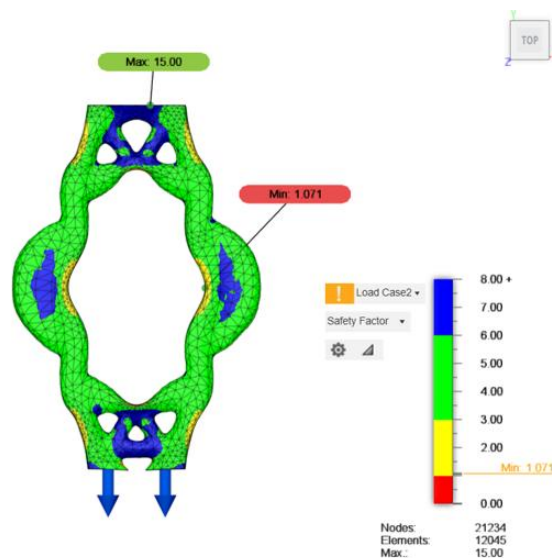 Y
TOP
Z
Max: 15.00
Min: 1.071
Load Case2
Safety Factor
8.00 +
7.00
6.00
5.00
4.00
3.00
2.00
Min: 1.071
0.00
Nodes: 21234
Elements: 12045
Max.: 15.00